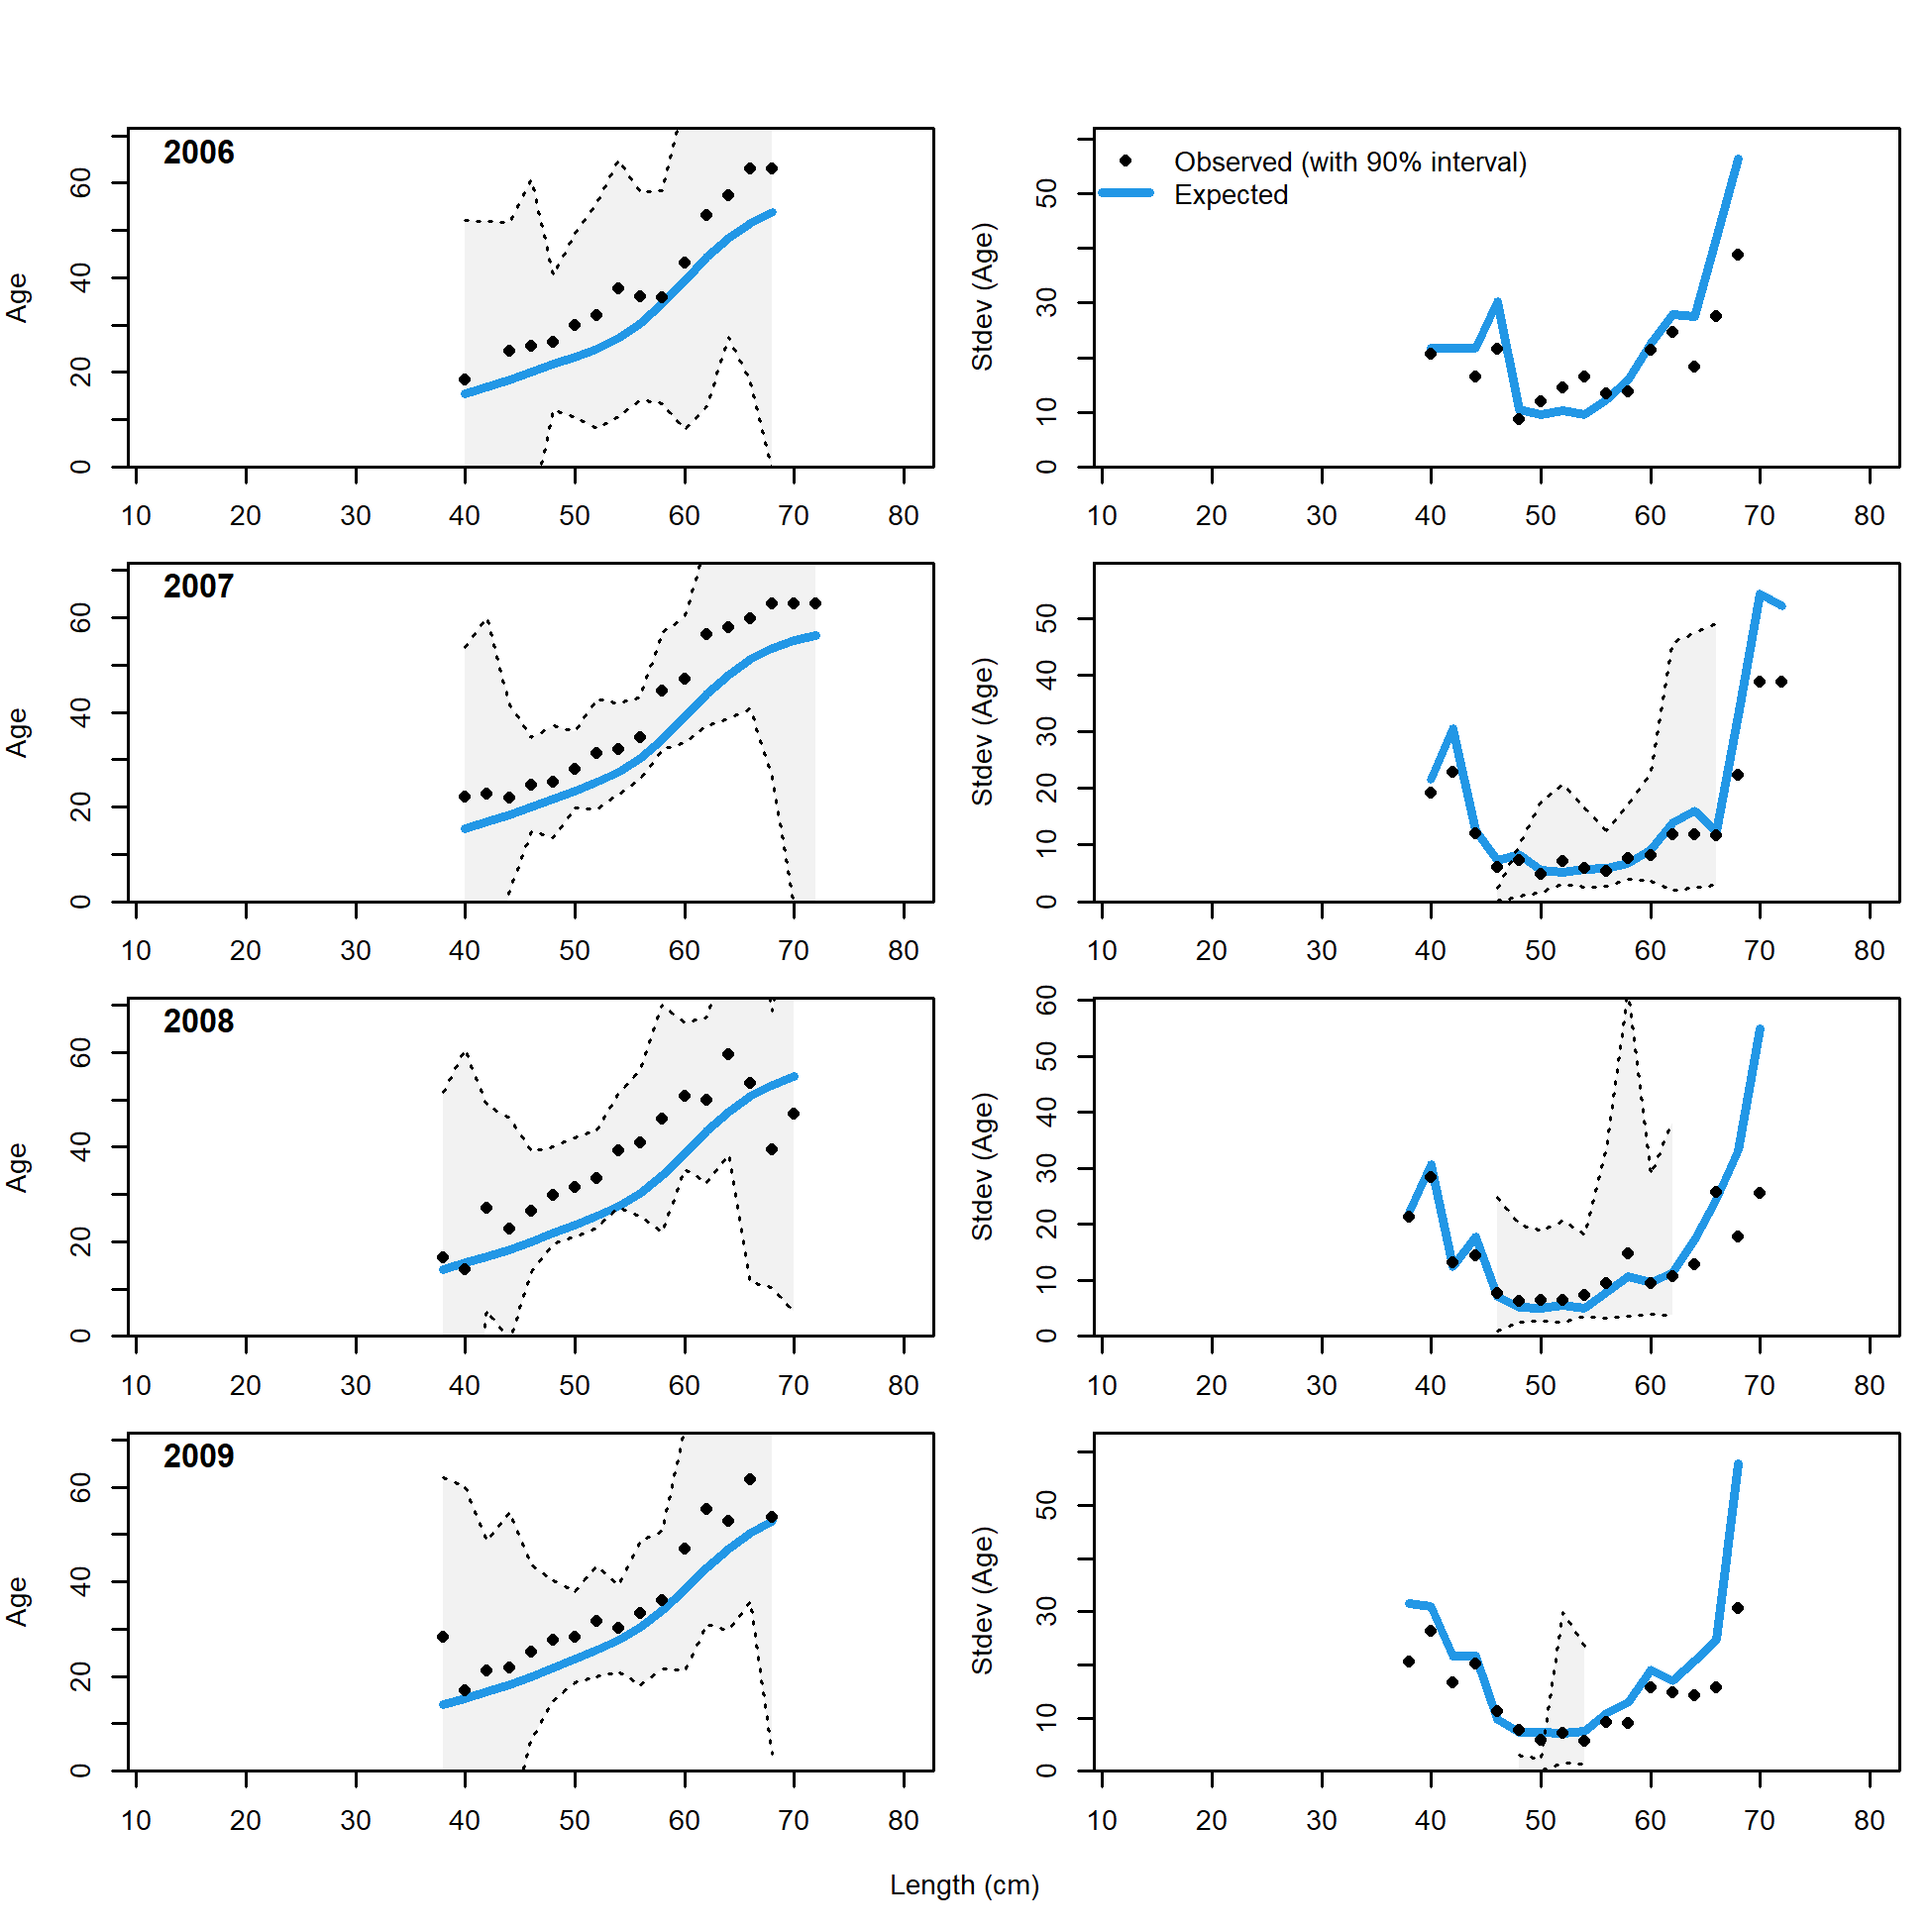 2006
Age
0 20 40 60
10 20 30 40 50 60 70 80
Observed (with 90% interval)
Expected
Stdev (Age)
0 10 30 50
10 20 30 40 50 60 70 80
2007
Age
0 20 40 60
10 20 30 40 50 60 70 80
Stdev (Age)
0 10 20 30 40 50
10 20 30 40 50 60 70 80
2008
Age
0 20 40 60
10 20 30 40 50 60 70 80
Stdev (Age)
0 10 20 30 40 50 60
10 20 30 40 50 60 70 80
2009
Age
0 20 40 60
10 20 30 40 50 60 70 80
Stdev (Age)
0 10 30 50
10 20 30 40 50 60 70 80
Length (cm)